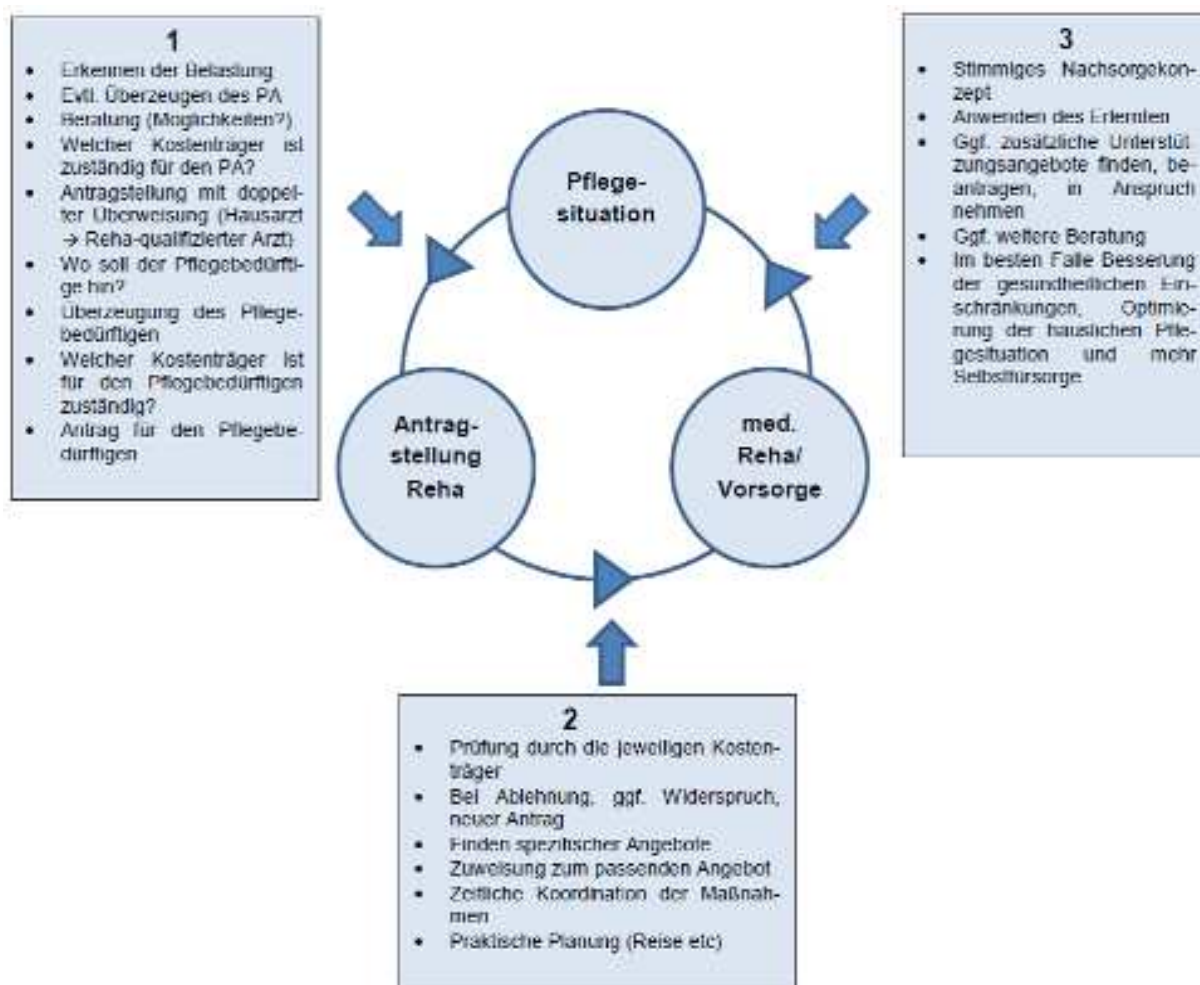 1
• Erkennen der Belastung
• Evtl. Überzeugen des PA
• Beratung (Möglichkeiten?)
• Welcher Kostenträger ist
zuständig für den PA?
• Antragstellung mit doppel-
ter Überweisung (Hausarzt
→ Reha-qualifizierter Arzt)
• Wo soll der Pflegebedürfti-
ge hin?
• Überzeugung des Pflege-
bedürftigen
• Welcher Kostenträger ist
für den Pflegebedürftigen
zuständig?
• Antrag für den Pflegebe-
dürftigen
Pflege-
situation
Antrag-
stellung
Reha
med.
Reha/
Vorsorge
3
• Stimmiges Nachsorgekon-
zept
• Anwenden des Erlernten
• Ggf. zusätzliche Unterstüt
zungsangebote finden, be-
antragen, in Anspruch
nehmen
• Ggf. weitere Beratung
• Im besten Falle Besserung
der gesundheitlichen Ein-
schränkungen, Optimie-
rung der häuslichen Pfle-
gesituation und mehr
Selbstfürsorge
2
• Prüfung durch die jeweiligen Kosten-
träger
• Bei Ablehnung, ggf. Widerspruch,
neuer Antrag
• Finden spezifischer Angebote
• Zuweisung zum passenden Angebot
• Zeitliche Koordination der Maßnah-
men
• Praktische Planung (Reise etc)